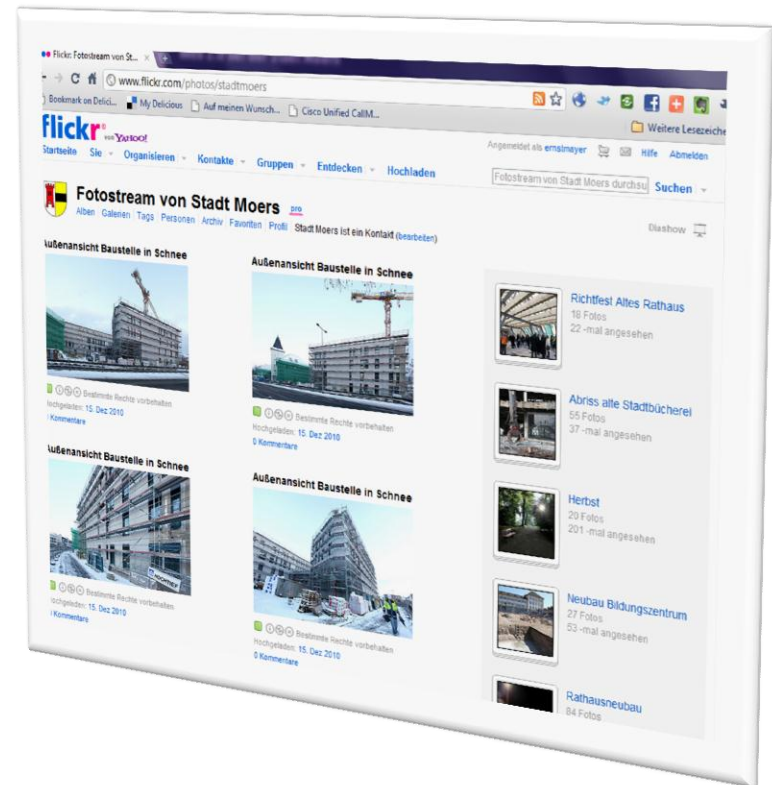 Flickr: Fotostream von St...
www.flickr.com/photos/stadtmoers
Bookmark on Delici... My Delicious Auf meinen Wunsch... Cisco Unified CallM...
Weitere Lesezeiche
flickr von YAHOO!
Angemeldet als ernstmayer Hilfe Abmelden
Startseite Sie Organisieren Kontakte Gruppen Entdecken Hochladen
Fotostream von Stadt Moers durchsu Suchen
Fotostream von Stadt Moers pro
Alben Galerien Tags Personen Archiv Favoriten Profil Stadt Moers ist ein Kontakt (bearbeiten)
Diashow
Außenansicht Baustelle in Schnee
Bestimmte Rechte vorbehalten
Hochgeladen: 15. Dez 2010
Kommentare
Außenansicht Baustelle in Schnee
Bestimmte Rechte vorbehalten
Hochgeladen: 15. Dez 2010
0 Kommentare
Außenansicht Baustelle in Schnee
HOCHTIEF
Bestimmte Rechte vorbehalten
Hochgeladen: 15. Dez 2010
Kommentare
Außenansicht Baustelle in Schnee
Bestimmte Rechte vorbehalten
Hochgeladen: 15. Dez 2010
0 Kommentare
Richtfest Altes Rathaus
18 Fotos
22 -mal angesehen
Abriss alte Stadtbücherei
55 Fotos
37 -mal angesehen
Herbst
20 Fotos
201 -mal angesehen
Neubau Bildungszentrum
27 Fotos
53 -mal angesehen
Rathausneubau
84 Fotos